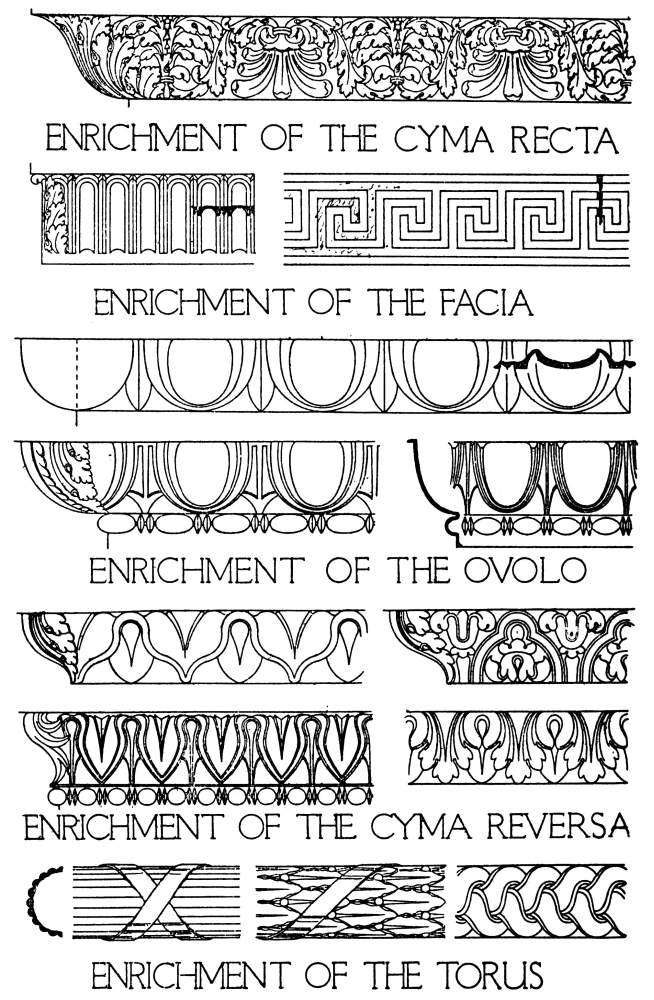 ENRICHMENT OF THE CYMA RECTA
ENRICHMENT OF THE FACIA
ENRICHMENT OF THE OVOLO
ENRICHMENT OF THE CYMA REVERSA
ENRICHMENT OF THE TORUS